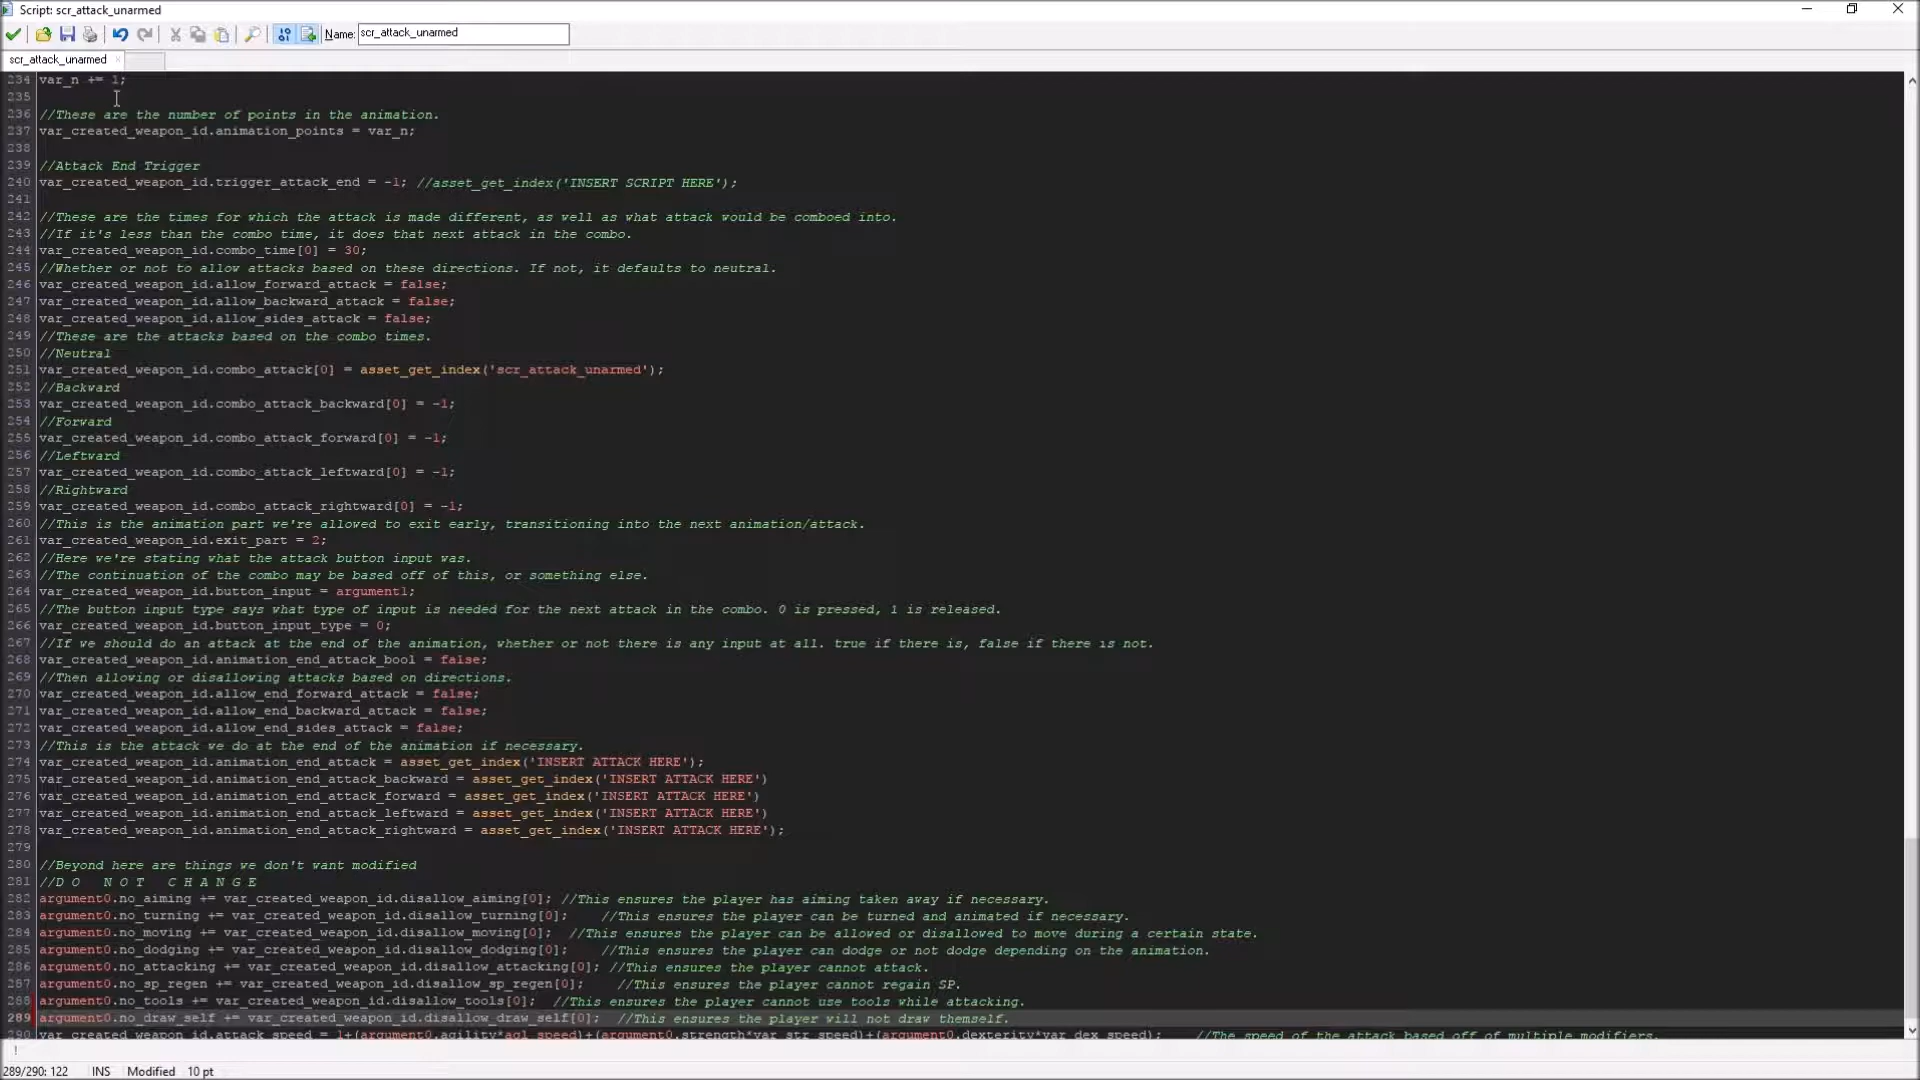 Script: scr_attack_unarmed
Name: scr_attack_unarmed
scr_attack_unarmed
234 var_n += 1;
235
236 //These are the number of points in the animation.
237 var_created_weapon_id.animation_points = var_n;
238
239 //Attack End Trigger
240 var_created_weapon_id.trigger_attack_end = -1; //asset_get_index('INSERT SCRIPT HERE');
241
242 //These are the times for which the attack is made different, as well as what attack would be comboed into.
243 //If it's less than the combo time, it does that next attack in the combo.
244 var_created_weapon_id.combo_time[0] = 30;
245 //Whether or not to allow attacks based on these directions. If not, it defaults to neutral.
246 var_created_weapon_id.allow_forward_attack = false;
247 var_created_weapon_id.allow_backward_attack = false;
248 var_created_weapon_id.allow_sides_attack = false;
249 //These are the attacks based on the combo times.
250 //Neutral
251 var_created_weapon_id.combo_attack[0] = asset_get_index('scr_attack_unarmed');
252 //Backward
253 var_created_weapon_id.combo_attack_backward[0] = -1;
254 //Forward
255 var_created_weapon_id.combo_attack_forward[0] = -1;
256 //Leftward
257 var_created_weapon_id.combo_attack_leftward[0] = -1;
258 //Rightward
259 var_created_weapon_id.combo_attack_rightward[0] = -1;
260 //This is the animation part we're allowed to exit early, transitioning into the next animation/attack.
261 var_created_weapon_id.exit_part = 2;
262 //Here we're stating what the attack button input was.
263 //The continuation of the combo may be based off of this, or something else.
264 var_created_weapon_id.button_input = argument1;
265 //The button input type says what type of input is needed for the next attack in the combo. 0 is pressed, 1 is released.
266 var_created_weapon_id.button_input_type = 0;
267 //If we should do an attack at the end of the animation, whether or not there is any input at all. true if there is, false if there is not.
268 var_created_weapon_id.animation_end_attack_bool = false;
269 //Then allowing or disallowing attacks based on directions.
270 var_created_weapon_id.allow_end_forward_attack = false;
271 var_created_weapon_id.allow_end_backward_attack = false;
272 var_created_weapon_id.allow_end_sides_attack = false;
273 //This is the attack we do at the end of the animation if necessary.
274 var_created_weapon_id.animation_end_attack = asset_get_index('INSERT ATTACK HERE');
275 var_created_weapon_id.animation_end_attack_backward = asset_get_index('INSERT ATTACK HERE')
276 var_created_weapon_id.animation_end_attack_forward = asset_get_index('INSERT ATTACK HERE')
277 var_created_weapon_id.animation_end_attack_leftward = asset_get_index('INSERT ATTACK HERE')
278 var_created_weapon_id.animation_end_attack_rightward = asset_get_index('INSERT ATTACK HERE');
279
280 //Beyond here are things we don't want modified
281 //D O   N O T   C H A N G E
282 argument0.no_aiming += var_created_weapon_id.disallow_aiming[0]; //This ensures the player has aiming taken away if necessary.
283 argument0.no_turning += var_created_weapon_id.disallow_turning[0];    //This ensures the player can be turned and animated if necessary.
284 argument0.no_moving += var_created_weapon_id.disallow_moving[0];  //This ensures the player can be allowed or disallowed to move during a certain state.
285 argument0.no_dodging += var_created_weapon_id.disallow_dodging[0];    //This ensures the player can dodge or not dodge depending on the animation.
286 argument0.no_attacking += var_created_weapon_id.disallow_attacking[0]; //This ensures the player cannot attack.
287 argument0.no_sp_regen += var_created_weapon_id.disallow_sp_regen[0];    //This ensures the player cannot regain SP.
288 argument0.no_tools += var_created_weapon_id.disallow_tools[0];  //This ensures the player cannot use tools while attacking.
289 argument0.no_draw_self += var_created_weapon_id.disallow_draw_self[0];  //This ensures the player will not draw themself.
290 var_created_weapon_id.attack_speed = 1+(argument0.agility*agl_speed)+(argument0.strength*var_str_speed)+(argument0.dexterity*var_dex_speed);    //The speed of the attack based off of multiple modifiers.
289/290: 122 INS Modified 10 pt